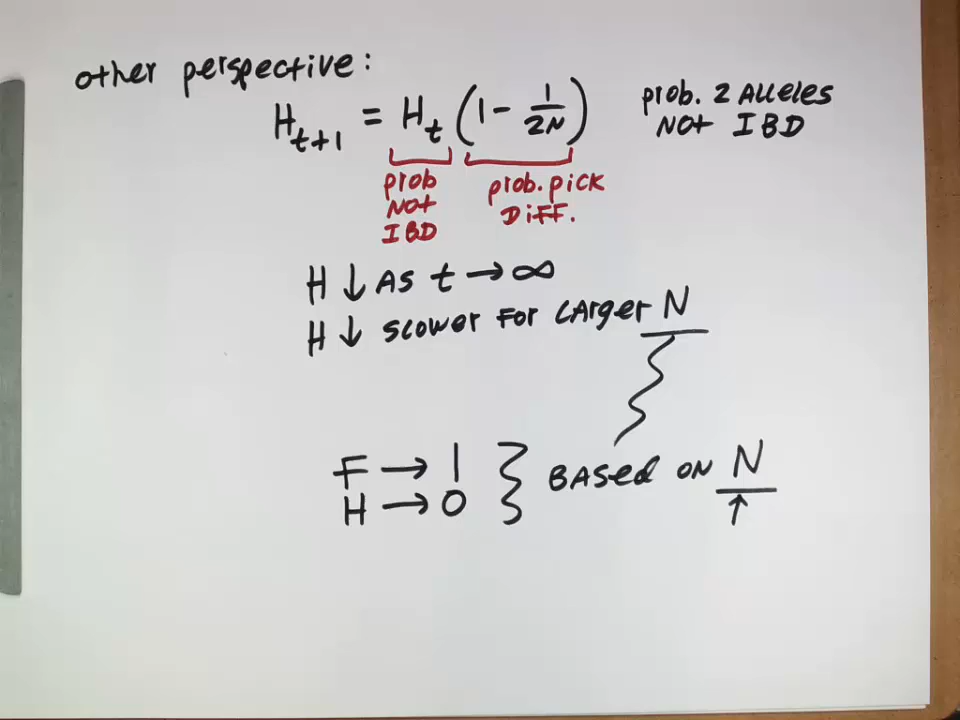 other perspective:
H_{t+1} = H_t (1 - 1/2N)
prob. 2 Alleles
Not IBD
prob
Not
IBD
prob. pick
Diff.
H ↓ As t → ∞
H ↓ slower for larger N
F → 1
H → 0
} Based on N
↑